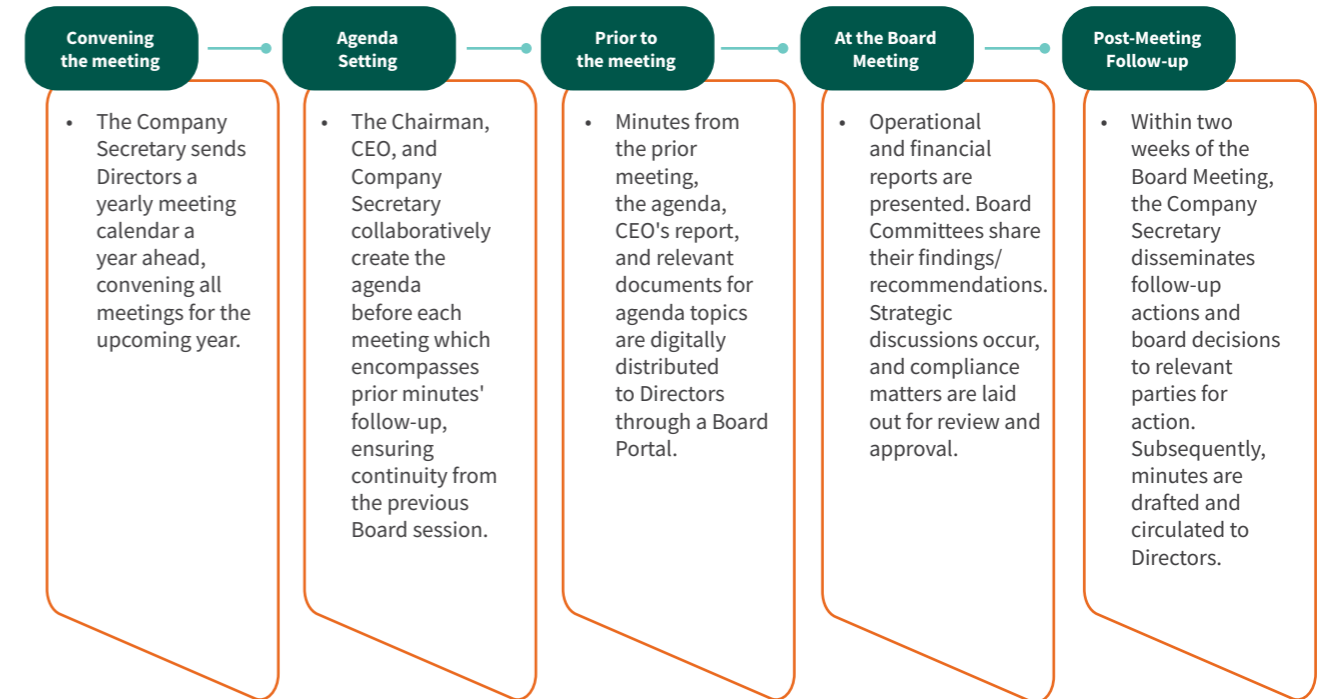 Convening
the meeting
• The Company
Secretary sends
Directors a
yearly meeting
calendar a
year ahead,
convening all
meetings for the
upcoming year.
Agenda
Setting
• The Chairman,
CEO, and
Company
Secretary
collaboratively
create the
agenda
before each
meeting which
encompasses
prior minutes'
follow-up,
ensuring
continuity from
the previous
Board session.
Prior to
the meeting
• Minutes from
the prior
meeting,
the agenda,
CEO's report,
and relevant
documents for
agenda topics
are digitally
distributed
to Directors
through a Board
Portal.
At the Board
Meeting
• Operational
and financial
reports are
presented. Board
Committees share
their findings/
recommendations.
Strategic
discussions occur,
and compliance
matters are laid
out for review and
approval.
Post-Meeting
Follow-up
• Within two
weeks of the
Board Meeting,
the Company
Secretary
disseminates
follow-up
actions and
board decisions
to relevant
parties for
action.
Subsequently,
minutes are
drafted and
circulated to
Directors.